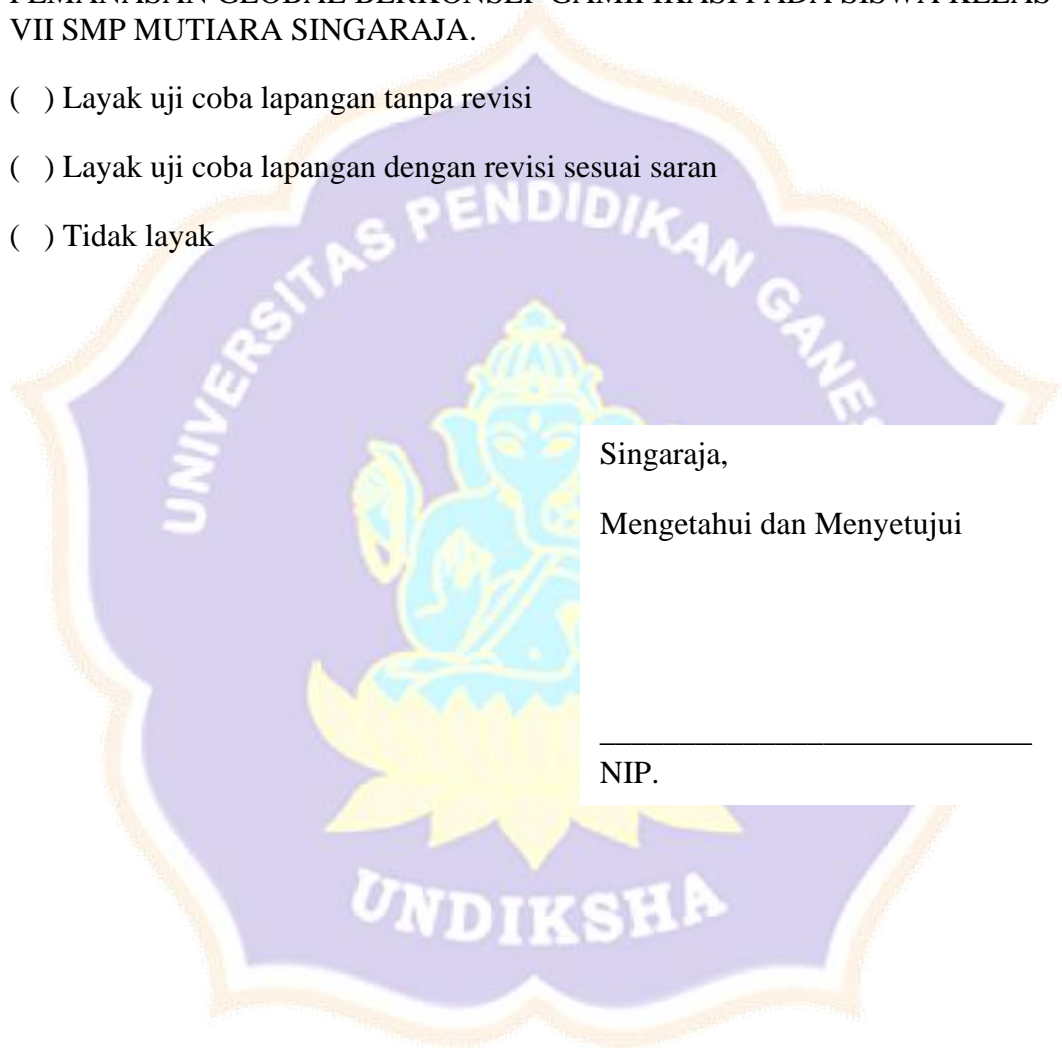 PEMANASAN GLOBAL BERKONSEP GAMIFIKASI PADA SISWA KELAS
VII SMP MUTIARA SINGARAJA.
( ) Layak uji coba lapangan tanpa revisi
( ) Layak uji coba lapangan dengan revisi sesuai saran
( ) Tidak layak
UNIVERSITAS PENDIDIKAN GANES
Singaraja,
Mengetahui dan Menyetujui
NIP.
UNDIKSHA